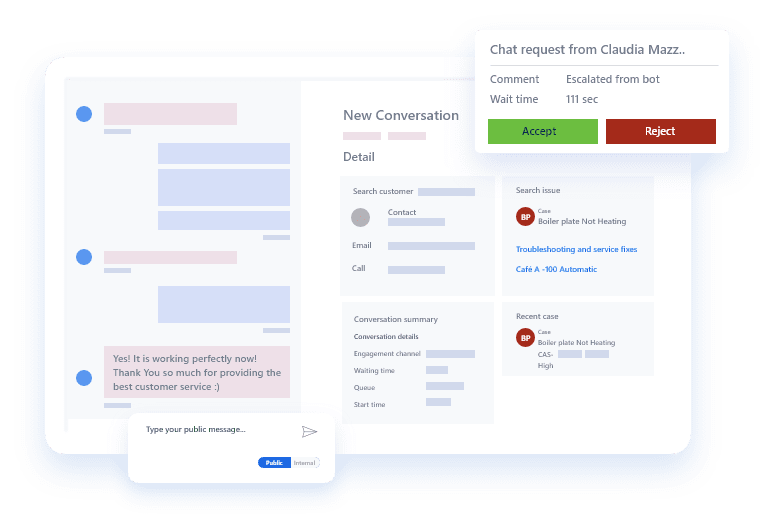 Chat request from Claudia Mazz..
Comment Escalated from bot
Wait time 111 sec
Accept Reject
New Conversation
Detail
Search customer
Contact
Email
Call
Search issue
BP
Case
Boiler plate Not Heating
Troubleshooting and service fixes
Café A -100 Automatic
Conversation summary
Conversation details
Engagement channel
Waiting time
Queue
Start time
Recent case
BP
Case
Boiler plate Not Heating
CAS-
High
Yes! It is working perfectly now!
Thank You so much for providing the
best customer service :)
Type your public message...
Public Internal